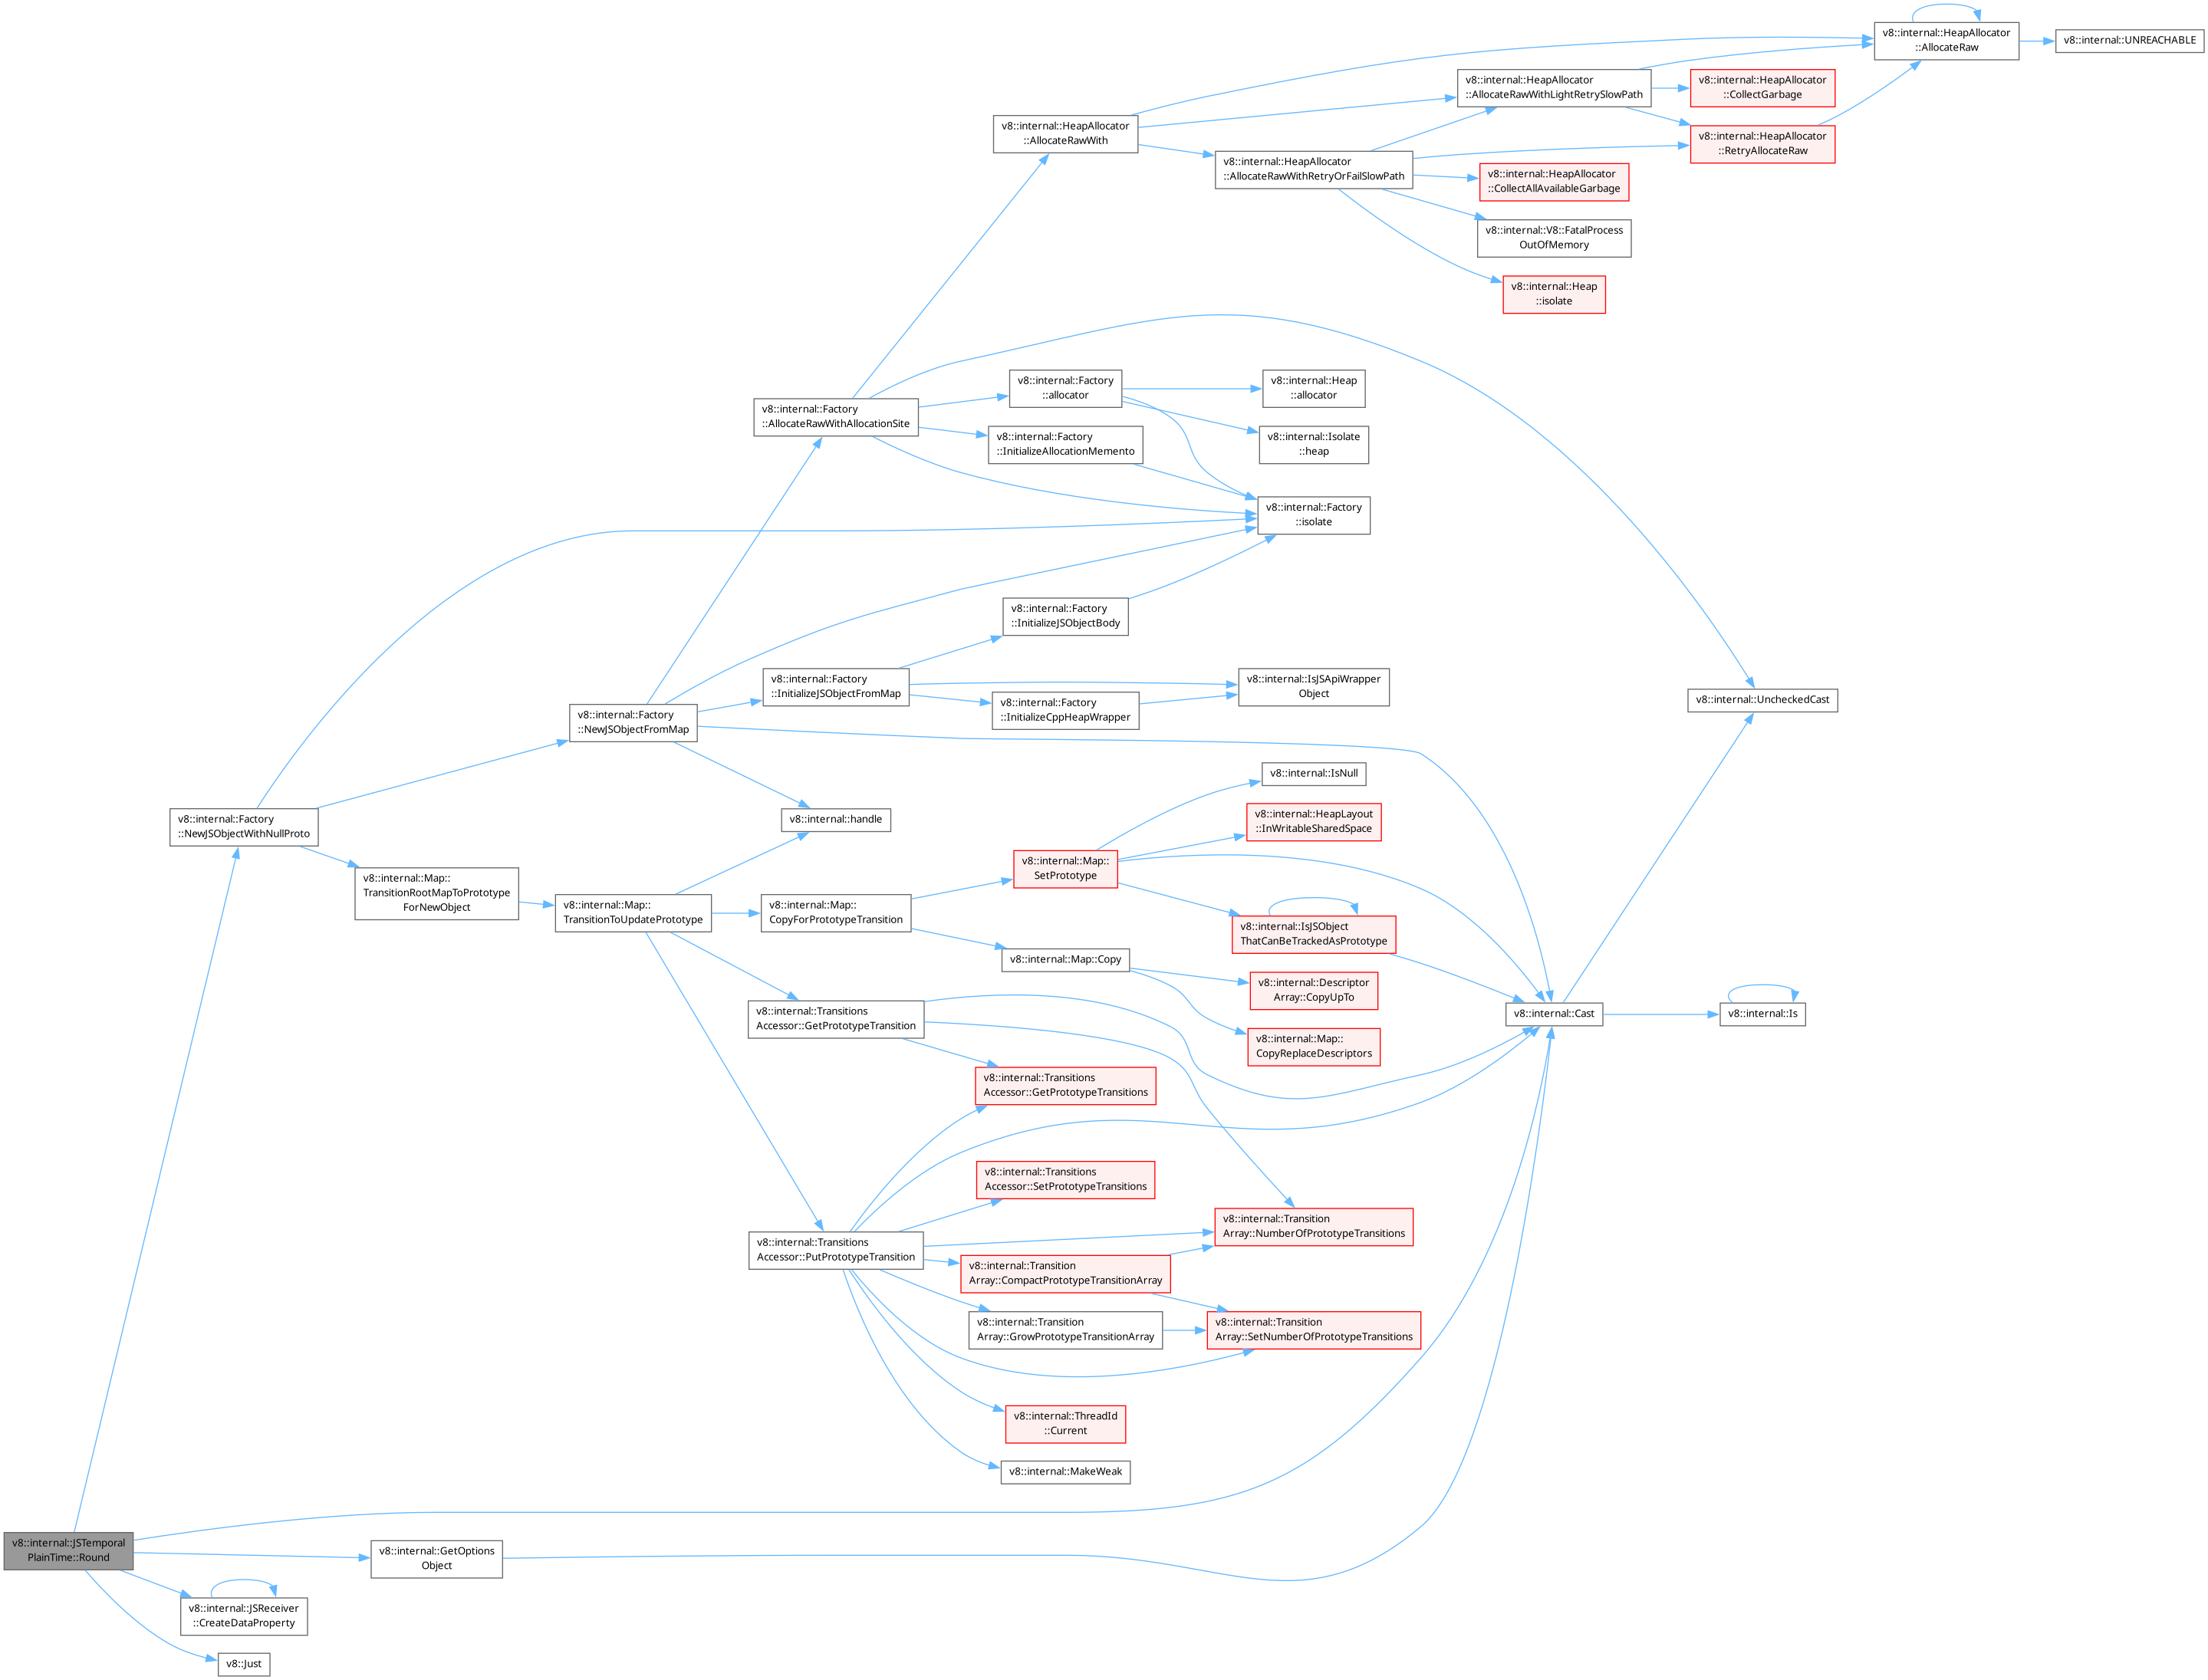 v8::internal::HeapAllocator
::AllocateRaw
v8::internal::UNREACHABLE
v8::internal::HeapAllocator
::AllocateRawWithLightRetrySlowPath
v8::internal::HeapAllocator
::CollectGarbage
v8::internal::HeapAllocator
::AllocateRawWith
v8::internal::HeapAllocator
::RetryAllocateRaw
v8::internal::HeapAllocator
::AllocateRawWithRetryOrFailSlowPath
v8::internal::HeapAllocator
::CollectAllAvailableGarbage
v8::internal::V8::FatalProcess
OutOfMemory
v8::internal::Heap
::isolate
v8::internal::Factory
::allocator
v8::internal::Heap
::allocator
v8::internal::Factory
::AllocateRawWithAllocationSite
v8::internal::Factory
::InitializeAllocationMemento
v8::internal::Isolate
::heap
v8::internal::Factory
::isolate
v8::internal::Factory
::InitializeJSObjectBody
v8::internal::Factory
::InitializeJSObjectFromMap
v8::internal::IsJSApiWrapper
Object
v8::internal::Factory
::InitializeCppHeapWrapper
v8::internal::UncheckedCast
v8::internal::Factory
::NewJSObjectFromMap
v8::internal::IsNull
v8::internal::Factory
::NewJSObjectWithNullProto
v8::internal::handle
v8::internal::HeapLayout
::InWritableSharedSpace
v8::internal::Map::
SetPrototype
v8::internal::Map::
TransitionRootMapToPrototype
ForNewObject
v8::internal::Map::
TransitionToUpdatePrototype
v8::internal::Map::
CopyForPrototypeTransition
v8::internal::IsJSObject
ThatCanBeTrackedAsPrototype
v8::internal::Map::Copy
v8::internal::Descriptor
Array::CopyUpTo
v8::internal::Transitions
Accessor::GetPrototypeTransition
v8::internal::Cast
v8::internal::Is
v8::internal::Map::
CopyReplaceDescriptors
v8::internal::Transitions
Accessor::GetPrototypeTransitions
v8::internal::Transitions
Accessor::SetPrototypeTransitions
v8::internal::Transition
Array::NumberOfPrototypeTransitions
v8::internal::Transitions
Accessor::PutPrototypeTransition
v8::internal::Transition
Array::CompactPrototypeTransitionArray
v8::internal::Transition
Array::GrowPrototypeTransitionArray
v8::internal::Transition
Array::SetNumberOfPrototypeTransitions
v8::internal::ThreadId
::Current
v8::internal::MakeWeak
v8::internal::JSTemporal
PlainTime::Round
v8::internal::GetOptions
Object
v8::internal::JSReceiver
::CreateDataProperty
v8::Just